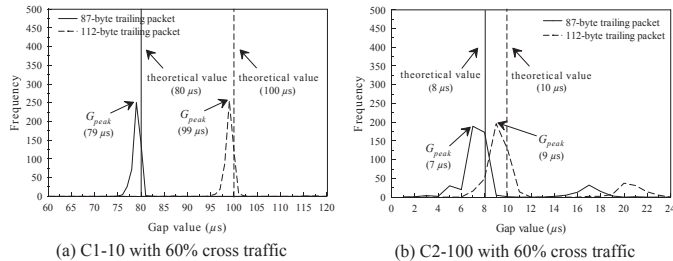 500
450
400
350
300
250
200
150
100
50
0
Frequency
87-byte trailing packet
112-byte trailing packet
theoretical value
(80 µs)
theoretical value
(100 µs)
Gpeak
(79 µs)
Gpeak
(99 µs)
60 65 70 75 80 85 90 95 100 105 110 115 120
Gap value (µs)
(a) C1-10 with 60% cross traffic
500
450
400
350
300
250
200
150
100
50
0
Frequency
87-byte trailing packet
112-byte trailing packet
theoretical value
(8 µs)
theoretical value
(10 µs)
Gpeak
(7 µs)
Gpeak
(9 µs)
0 2 4 6 8 10 12 14 16 18 20 22 24
Gap value (µs)
(b) C2-100 with 60% cross traffic